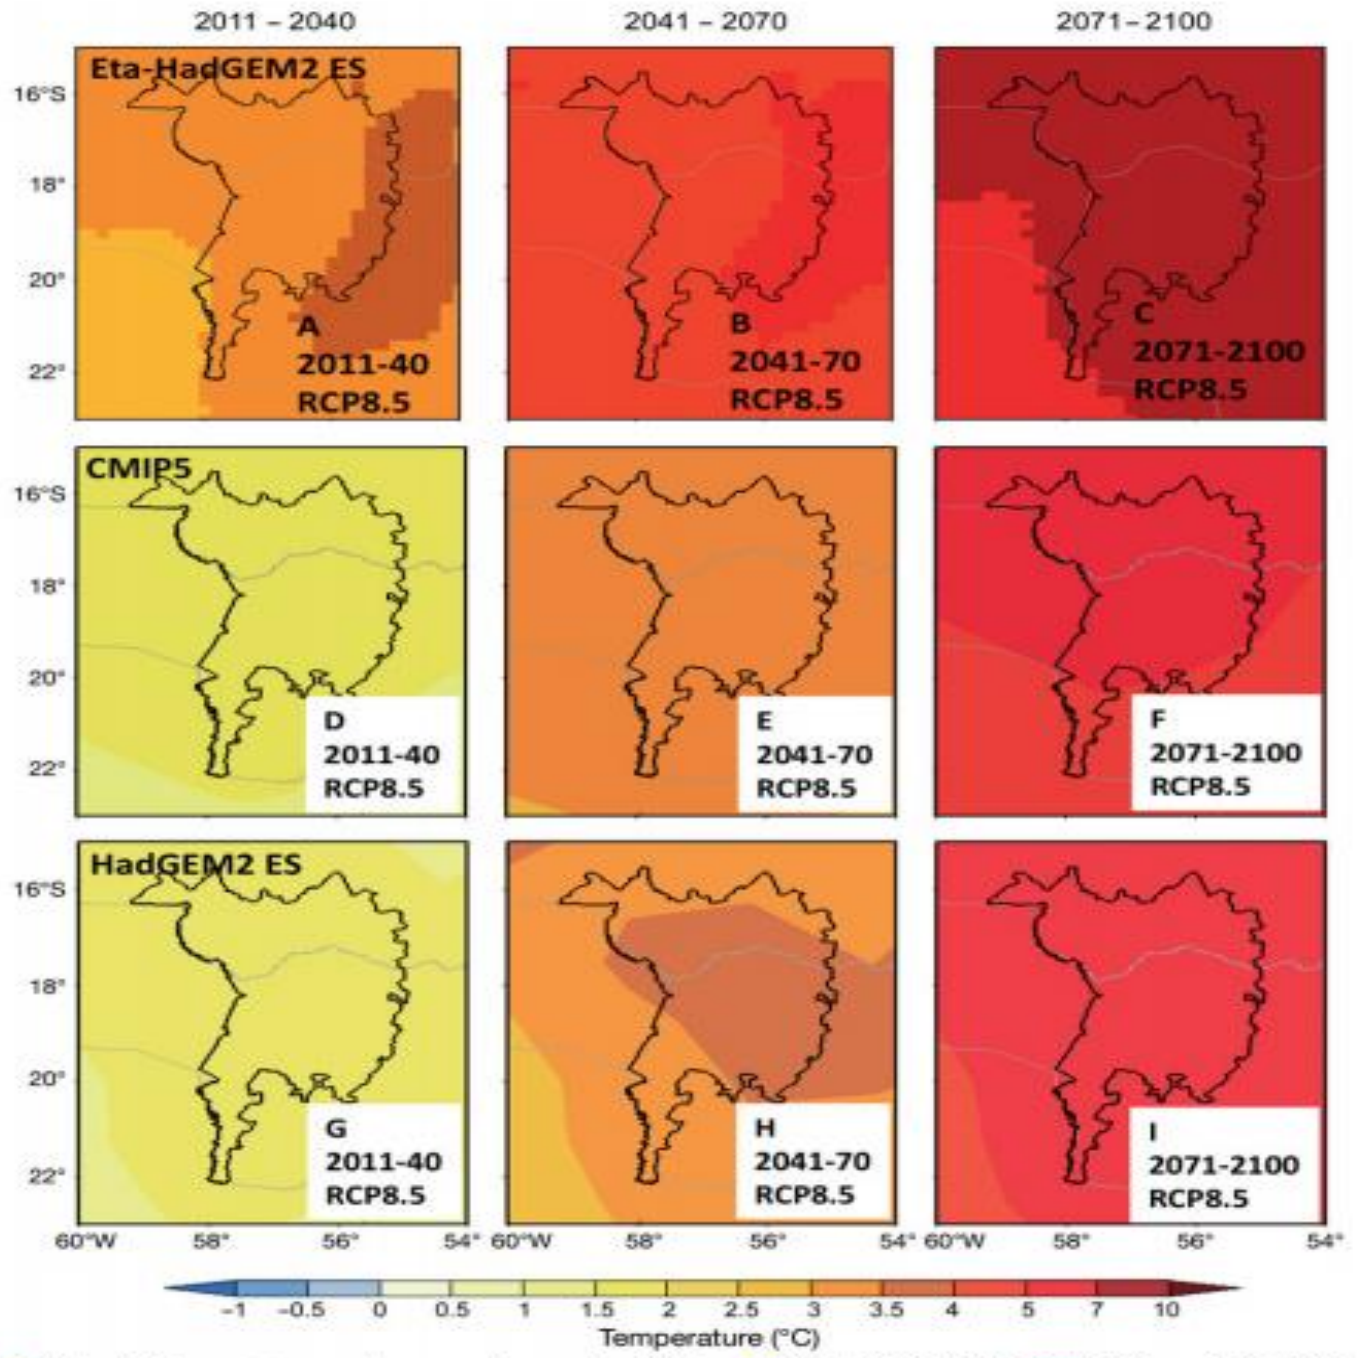 2011 – 2040 2041 – 2070 2071–2100
Eta-HadGEM2 ES
16°S
18°
20°
22°
A
2011-40
RCP8.5
B
2041-70
RCP8.5
C
2071-2100
RCP8.5
CMIP5
16°S
18°
20°
22°
D
2011-40
RCP8.5
E
2041-70
RCP8.5
F
2071-2100
RCP8.5
HadGEM2 ES
16°S
18°
20°
22°
G
2011-40
RCP8.5
H
2041-70
RCP8.5
I
2071-2100
RCP8.5
60°W 58° 56° 54° 60°W 58° 56° 54° 60°W 58° 56° 54°
−1 −0.5 0 0.5 1 1.5 2 2.5 3 3.5 4 5 7 10
Temperature (°C)